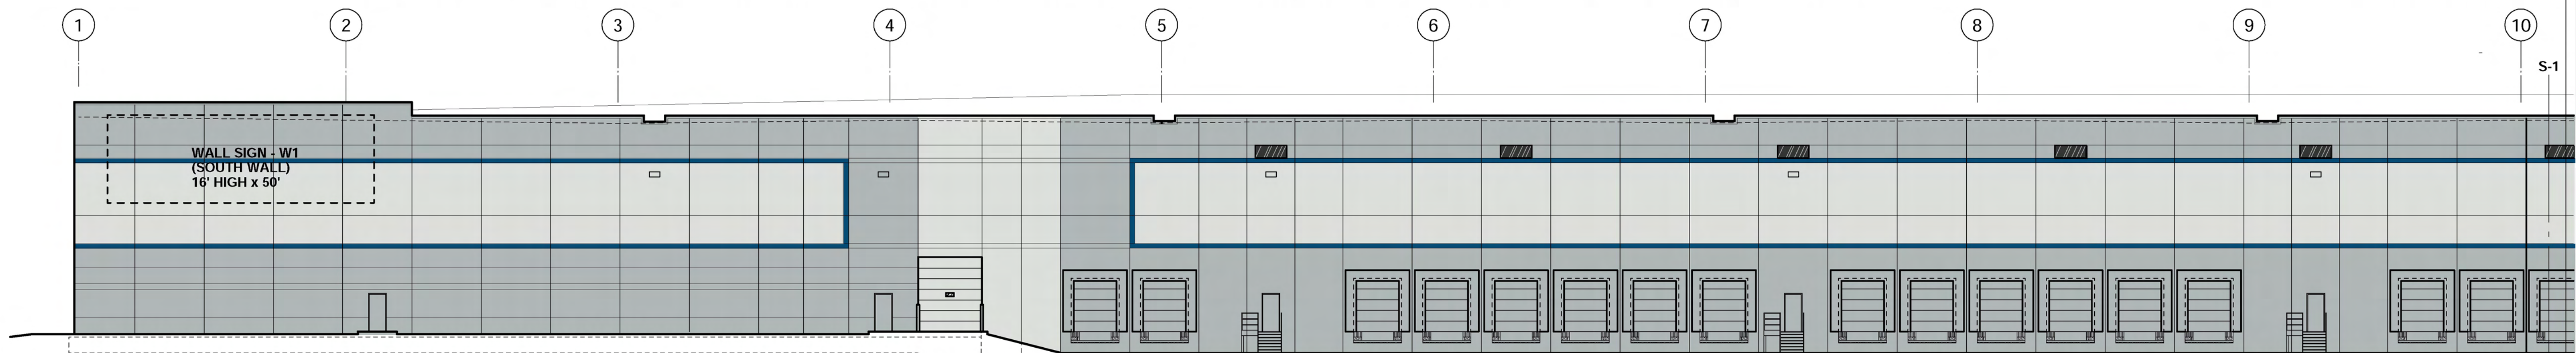 1 2 3 4 5 6 7 8 9 10
S-1
WALL SIGN - W1
(SOUTH WALL)
16' HIGH x 50'